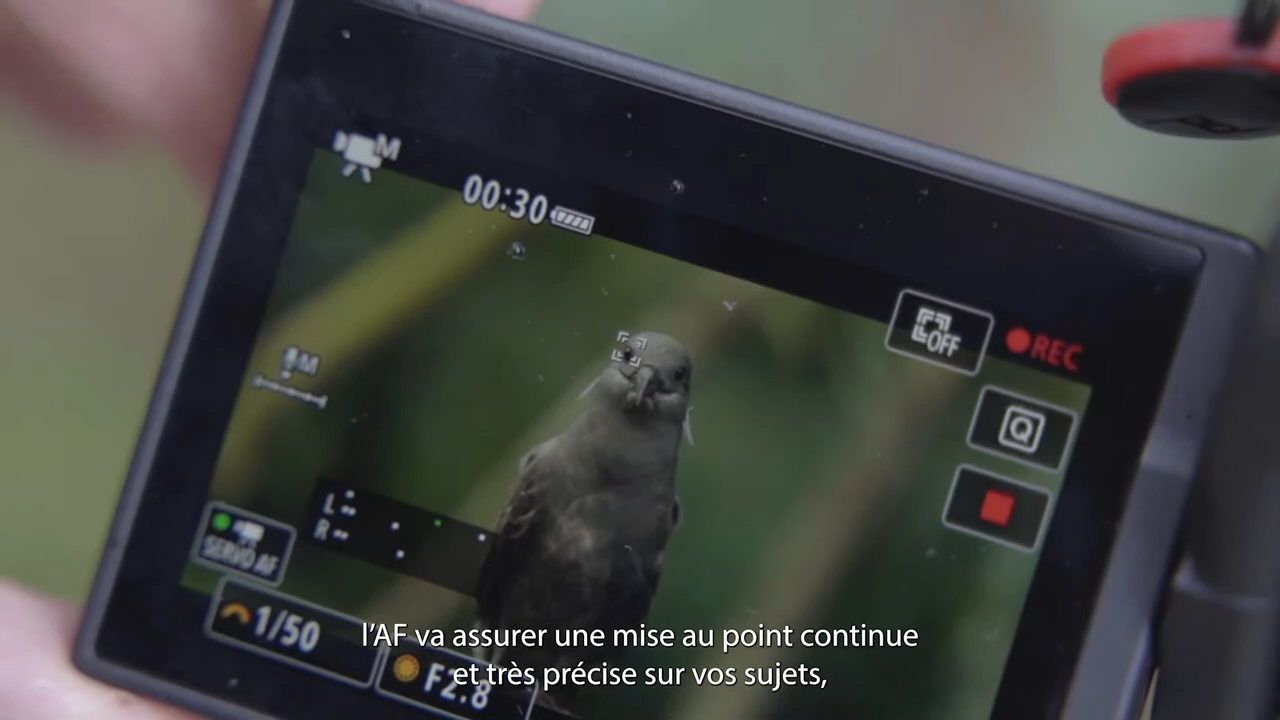 M
00:30
OFF
REC
M
Q
L --
R --
SERVO AF
1/50
F2.8
l'AF va assurer une mise au point continue
et très précise sur vos sujets,